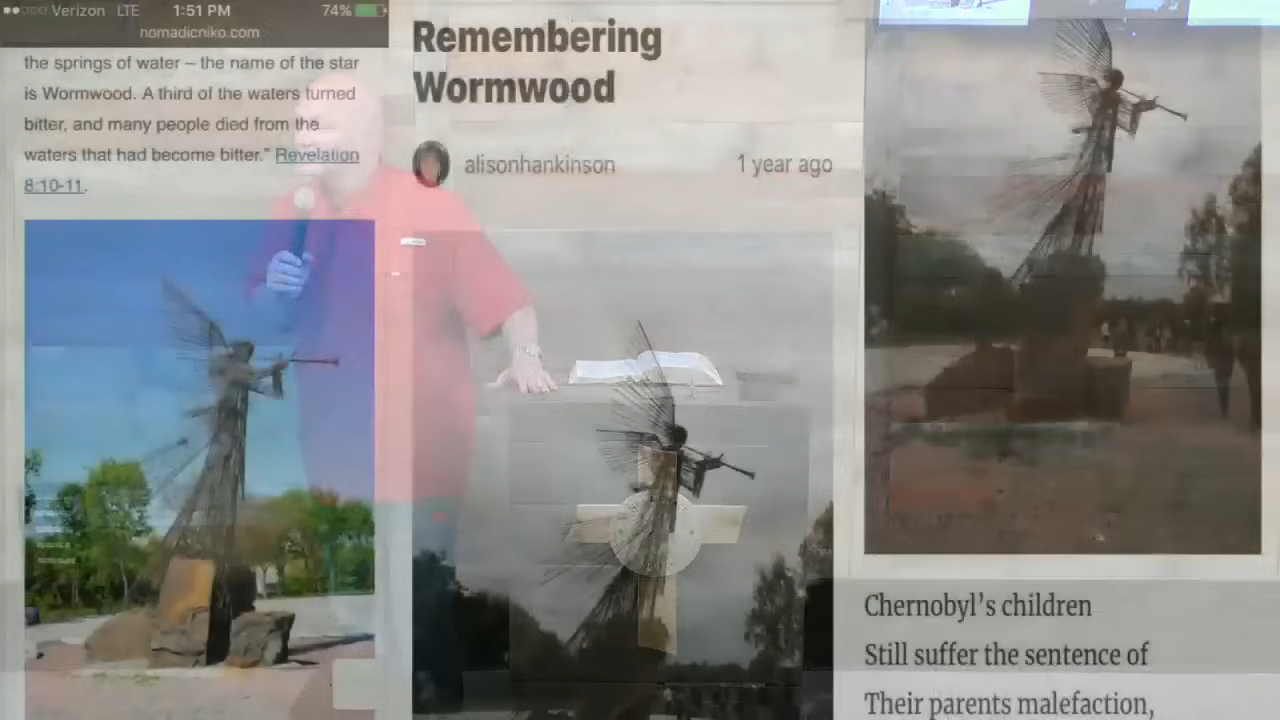 Verizon LTE 1:51 PM 74%
nomadicniko.com
the springs of water – the name of the star
is Wormwood. A third of the waters turned
bitter, and many people died from the
waters that had become bitter.” Revelation
8:10-11.
Remembering
Wormwood
alisonhankinson 1 year ago
Chernobyl’s children
Still suffer the sentence of
Their parents malefaction,